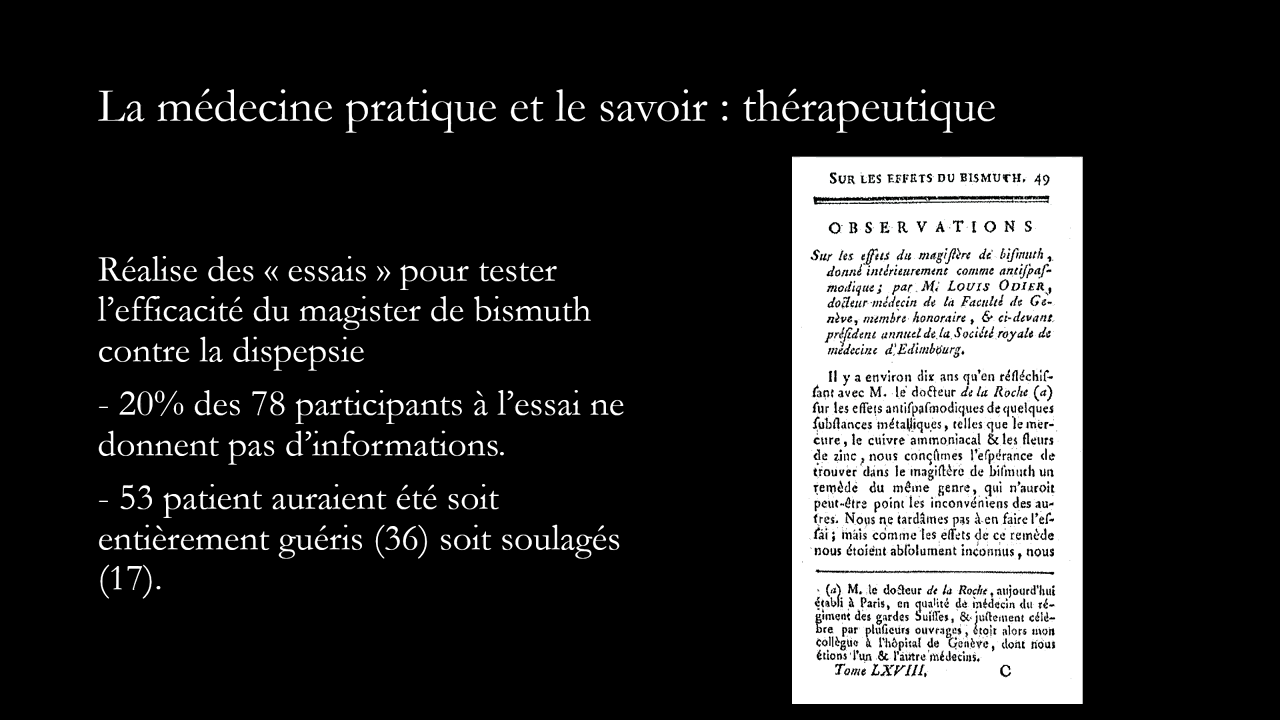 La médecine pratique et le savoir : thérapeutique
Réalise des « essais » pour tester
l’efficacité du magister de bismuth
contre la dispepsie
- 20% des 78 participants à l’essai ne
donnent pas d’informations.
- 53 patient auraient été soit
entièrement guéris (36) soit soulagés
(17).
SUR LES EFFETS DU BISMUTH. 49
OBSERVATIONS
Sur les effets du magiſtère de biſmuth,
donné intérieurement comme antiſpaſ-
modique ; par M. LOUIS ODIER,
docteur médecin de la Faculté de Ge-
nève, membre honoraire, & ci-devant
préſident annuel de la Société royale de
médecine d'Edimbourg.
Il y a environ dix ans qu'en réfléchiſ-
ſant avec M. le docteur de la Roche (a)
ſur les effets antiſpaſmodiques de quelques
ſubſtances métalliques, telles que le mer-
cure, le cuivre ammoniacal & les fleurs
de zinc, nous conçûmes l'eſpérance de
trouver dans le magiſtère de biſmuth un
remède du même genre, qui n'auroit
peut-être point les inconvéniens des au-
tres. Nous ne tardâmes pas à en faire l'eſ-
ſai ; mais comme les effets de ce remède
nous étoient abſolument inconnus, nous
(a) M. le docteur de la Roche, aujourd'hui
établi à Paris, en qualité de médecin du ré-
giment des gardes Suiſſes, & juſtement célè-
bre par pluſieurs ouvrages, étoit alors mon
collègue à l'hôpital de Genève, dont nous
étions l'un & l'autre médecins.
Tome LXVIII. C